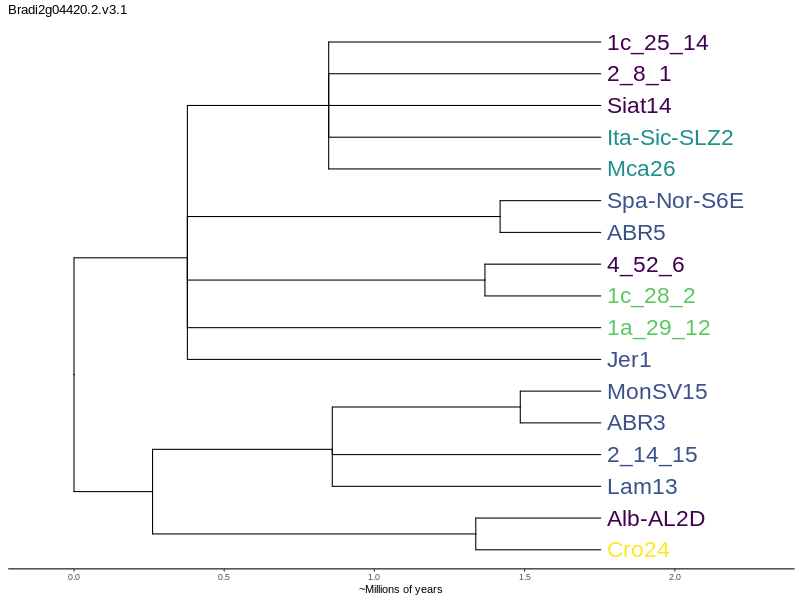 Bradi2g04420.2.v3.1
1c_25_14
2_8_1
Siat14
Ita-Sic-SLZ2
Mca26
Spa-Nor-S6E
ABR5
4_52_6
1c_28_2
1a_29_12
Jer1
MonSV15
ABR3
2_14_15
Lam13
Alb-AL2D
Cro24
0.0 0.5 1.0 1.5 2.0
~Millions of years